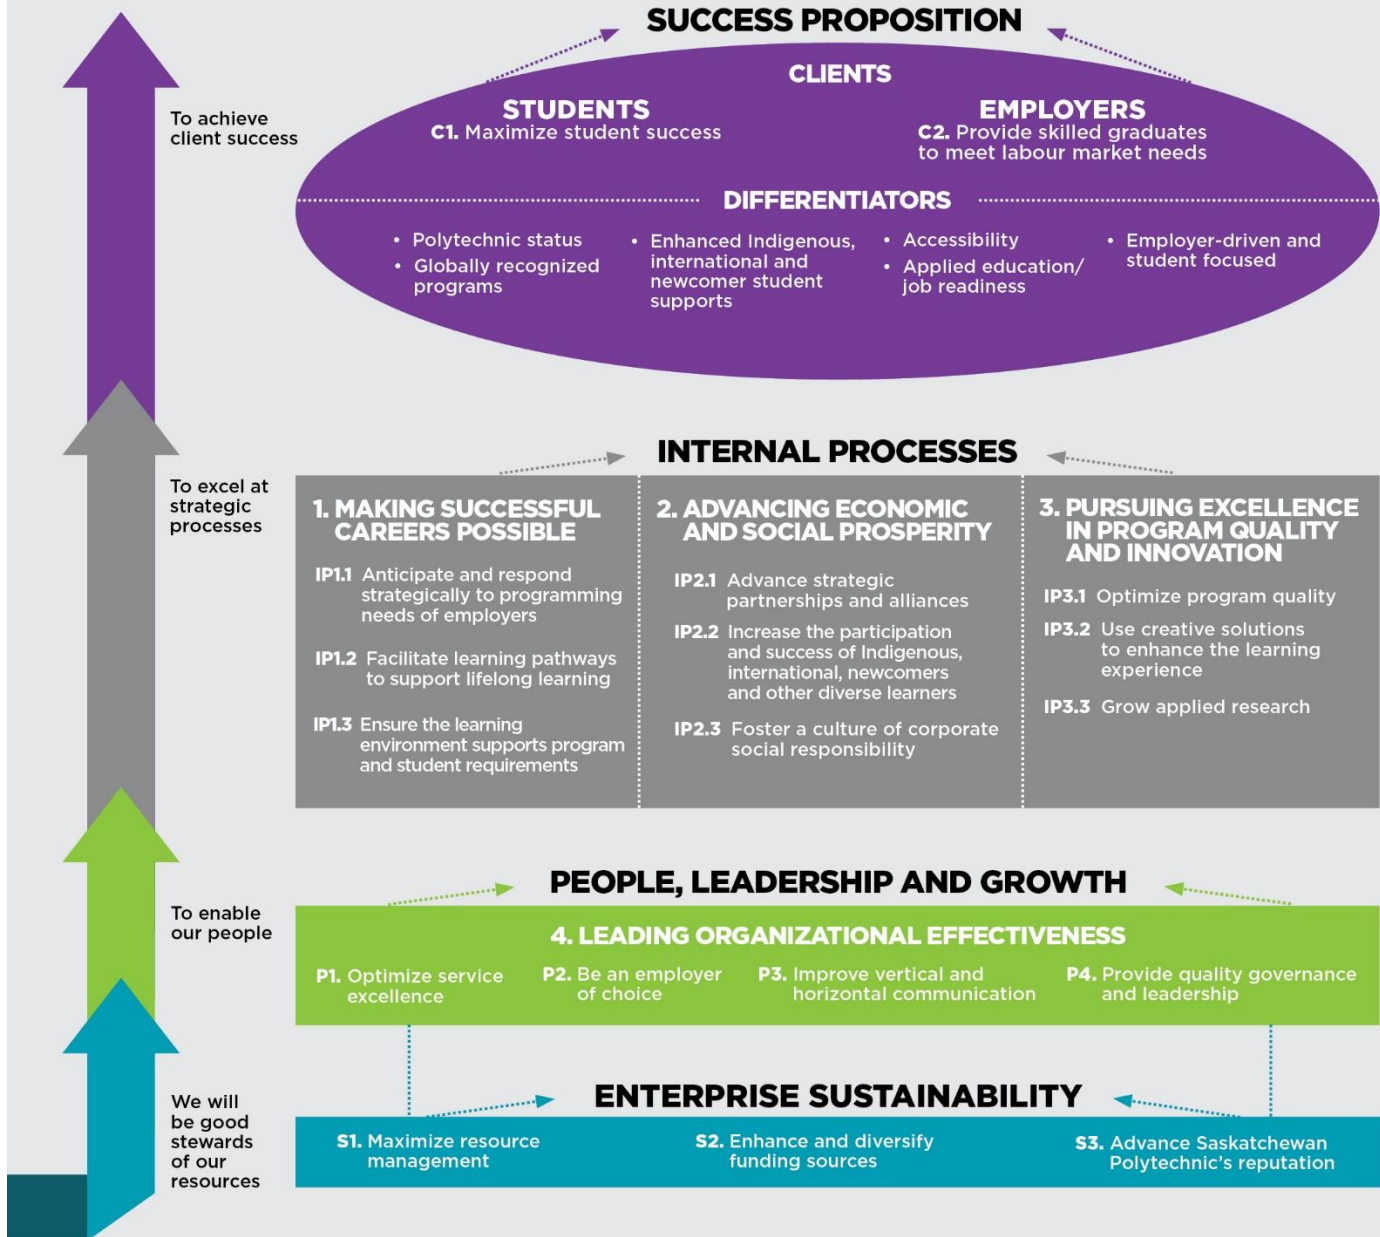 SUCCESS PROPOSITION
CLIENTS
STUDENTS
C1. Maximize student success
EMPLOYERS
C2. Provide skilled graduates
to meet labour market needs
To achieve
client success
DIFFERENTIATORS
• Polytechnic status
• Globally recognized
programs
• Enhanced Indigenous,
international and
newcomer student
supports
• Accessibility
• Applied education/
job readiness
• Employer-driven and
student focused
INTERNAL PROCESSES
To excel at
strategic
processes
1. MAKING SUCCESSFUL
CAREERS POSSIBLE
IP1.1 Anticipate and respond
strategically to programming
needs of employers
IP1.2 Facilitate learning pathways
to support lifelong learning
IP1.3 Ensure the learning
environment supports program
and student requirements
2. ADVANCING ECONOMIC
AND SOCIAL PROSPERITY
IP2.1 Advance strategic
partnerships and alliances
IP2.2 Increase the participation
and success of Indigenous,
international, newcomers
and other diverse learners
IP2.3 Foster a culture of corporate
social responsibility
3. PURSUING EXCELLENCE
IN PROGRAM QUALITY
AND INNOVATION
IP3.1 Optimize program quality
IP3.2 Use creative solutions
to enhance the learning
experience
IP3.3 Grow applied research
PEOPLE, LEADERSHIP AND GROWTH
To enable
our people
4. LEADING ORGANIZATIONAL EFFECTIVENESS
P1. Optimize service
excellence
P2. Be an employer
of choice
P3. Improve vertical and
horizontal communication
P4. Provide quality governance
and leadership
ENTERPRISE SUSTAINABILITY
We will
be good
stewards
of our
resources
S1. Maximize resource
management
S2. Enhance and diversify
funding sources
S3. Advance Saskatchewan
Polytechnic's reputation